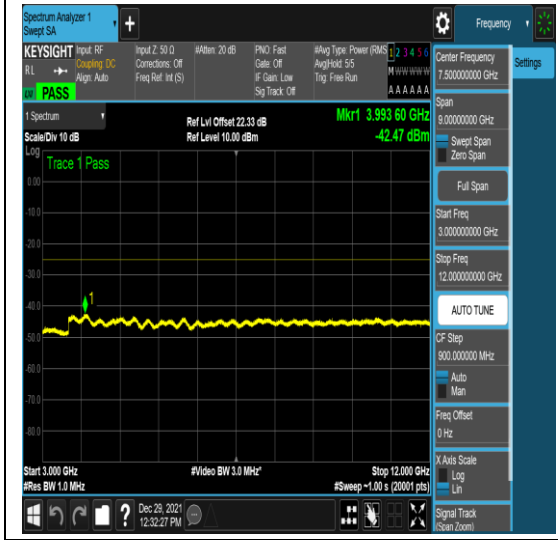 Spectrum Analyzer 1
Swept SA
Frequency
KEYSIGHT
RL
Input: RF
Coupling: DC
Align: Auto
Input Z: 50 Ω
Corrections: Off
Freq Ref: Int (S)
#Atten: 20 dB
PNO: Fast
Gate: Off
IF Gain: Low
Sig Track: Off
#Avg Type: Power (RMS
Avg|Hold: 5/5
Trig: Free Run
1 2 3 4 5 6
M W W W W W
A A A A A A
PASS
1 Spectrum
Scale/Div 10 dB
Ref Lvl Offset 22.33 dB
Ref Level 10.00 dBm
Mkr1 3.993 60 GHz
-42.47 dBm
Log
Trace 1 Pass
0.00
-10.0
-20.0
-30.0
-40.0
-50.0
-60.0
-70.0
-80.0
1
Start 3.000 GHz
#Res BW 1.0 MHz
#Video BW 3.0 MHz*
Stop 12.000 GHz
#Sweep ~1.00 s (20001 pts)
Dec 29, 2021
12:32:27 PM
Center Frequency
7.500000000 GHz
Settings
Span
9.00000000 GHz
Swept Span
Zero Span
Full Span
Start Freq
3.000000000 GHz
Stop Freq
12.000000000 GHz
AUTO TUNE
CF Step
900.000000 MHz
Auto
Man
Freq Offset
0 Hz
X Axis Scale
Log
Lin
Signal Track
(Span Zoom)